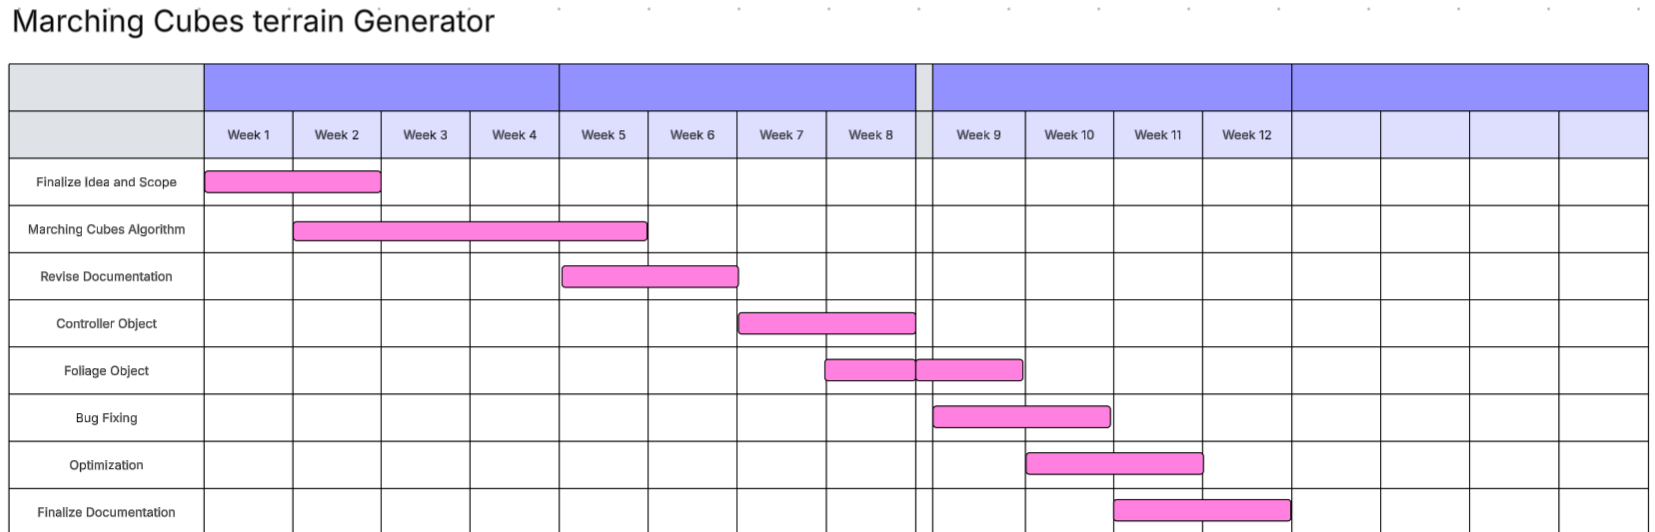 Marching Cubes terrain Generator
Week 1 Week 2 Week 3 Week 4 Week 5 Week 6 Week 7 Week 8 Week 9 Week 10 Week 11 Week 12
Finalize Idea and Scope
Marching Cubes Algorithm
Revise Documentation
Controller Object
Foliage Object
Bug Fixing
Optimization
Finalize Documentation